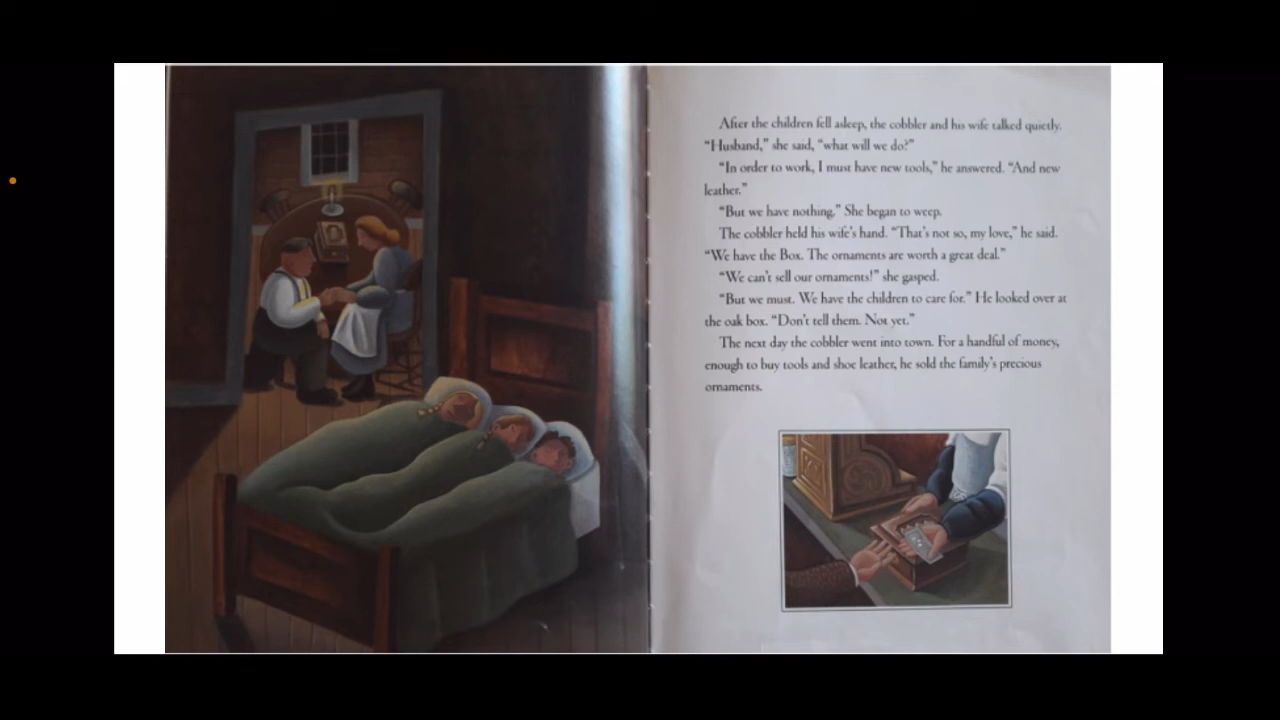 After the children fell asleep, the cobbler and his wife talked quietly.
"Husband," she said, "what will we do?"
"In order to work, I must have new tools," he answered. "And new
leather."
"But we have nothing." She began to weep.
The cobbler held his wife's hand. "That's not so, my love," he said.
"We have the Box. The ornaments are worth a great deal."
"We can't sell our ornaments!" she gasped.
"But we must. We have the children to care for." He looked over at
the oak box. "Don't tell them. Not yet."
The next day the cobbler went into town. For a handful of money,
enough to buy tools and shoe leather, he sold the family's precious
ornaments.